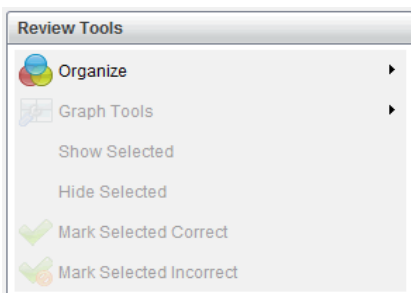 Review Tools
Organize
Graph Tools
Show Selected
Hide Selected
Mark Selected Correct
Mark Selected Incorrect